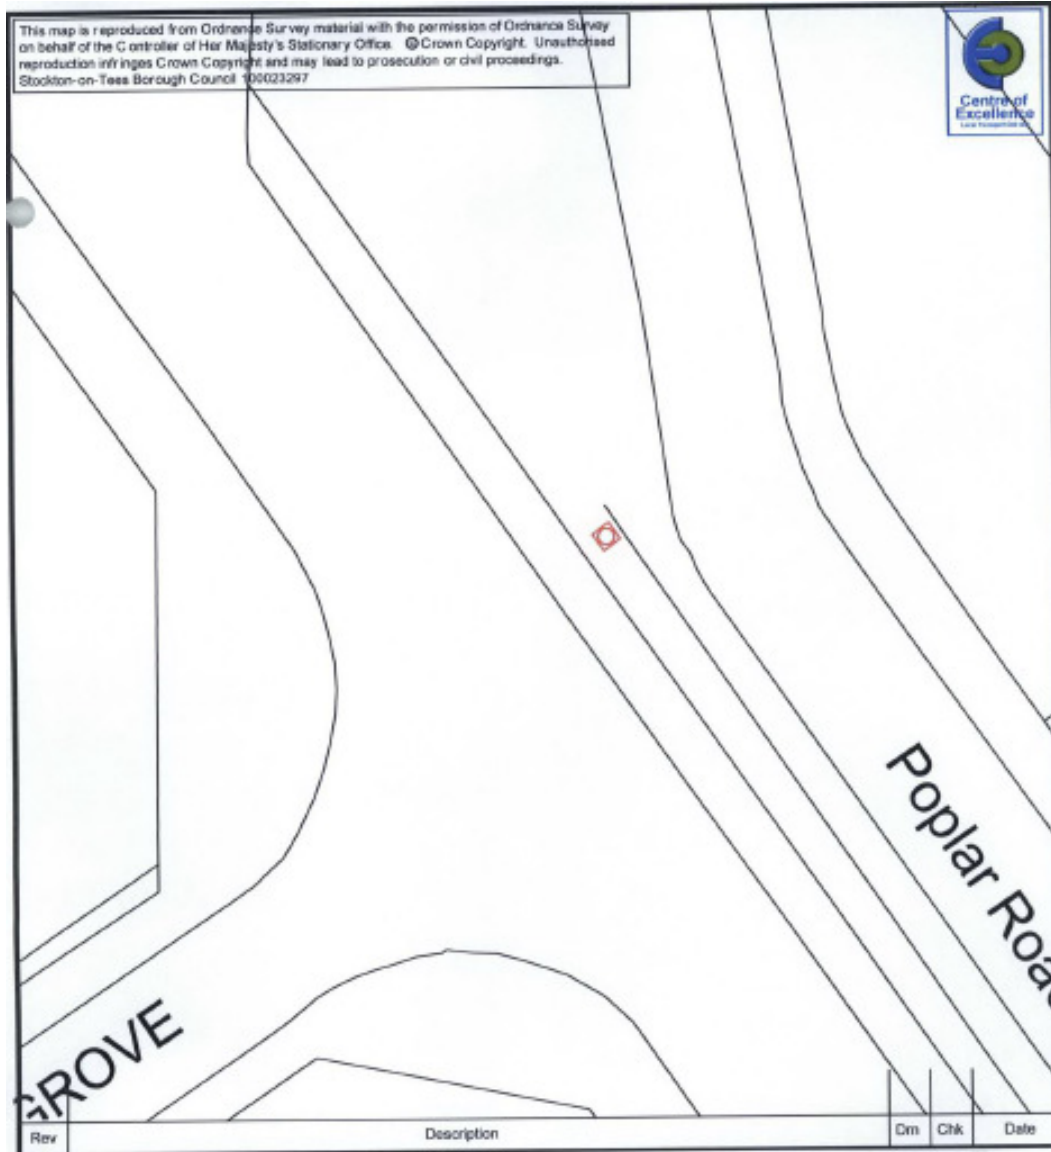 This map is reproduced from Ordnance Survey material with the permission of Ordnance Survey
on behalf of the Controller of Her Majesty's Stationary Office. © Crown Copyright. Unauthorised
reproduction infringes Crown Copyright and may lead to prosecution or civil proceedings.
Stockton-on-Tees Borough Council 100023297
Centre of
Excellence
Poplar Road
GROVE
Rev Description Drn Chk Date